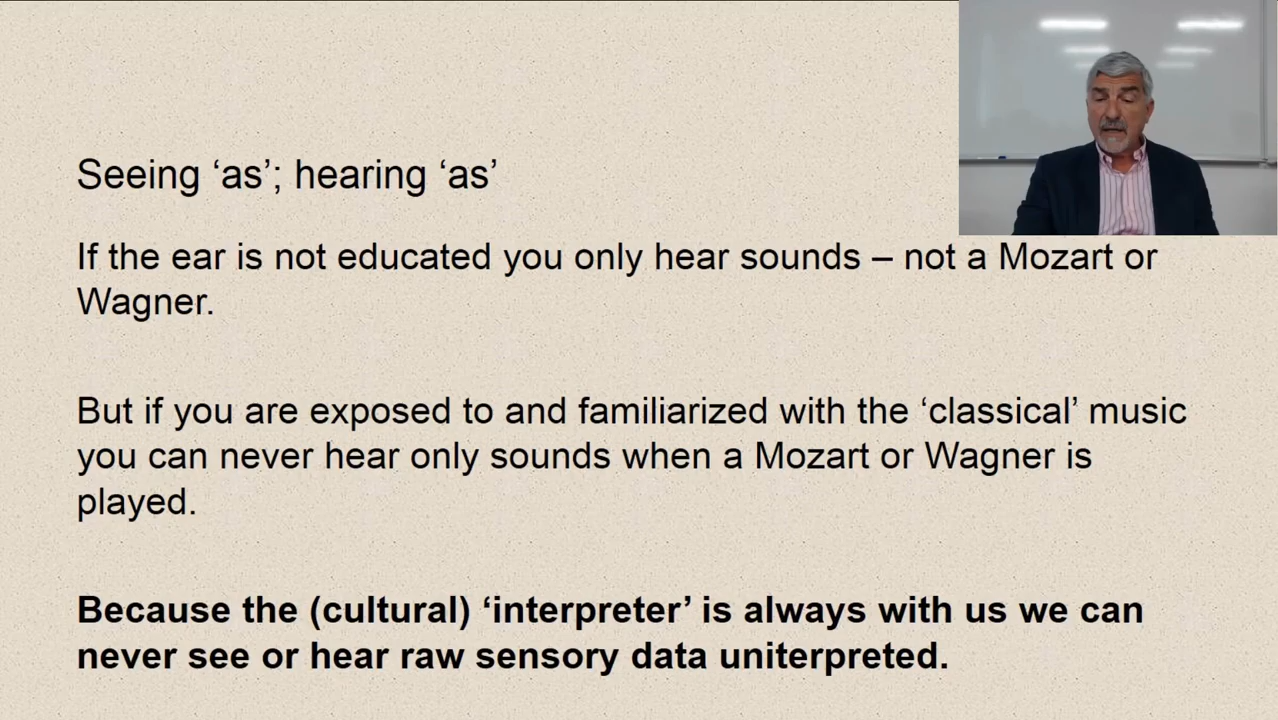 Seeing ‘as’; hearing ‘as’
If the ear is not educated you only hear sounds – not a Mozart or
Wagner.
But if you are exposed to and familiarized with the ‘classical’ music
you can never hear only sounds when a Mozart or Wagner is
played.
Because the (cultural) ‘interpreter’ is always with us we can
never see or hear raw sensory data uniterpreted.